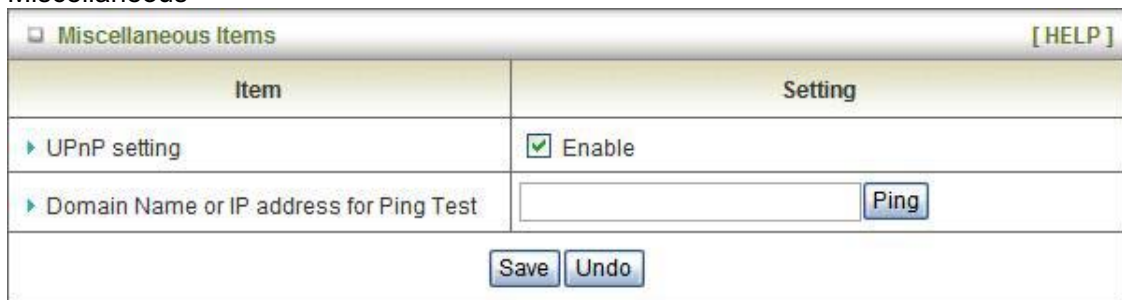 Miscellaneous
Miscellaneous Items [ HELP ]
Item Setting
UPnP setting Enable
Domain Name or IP address for Ping Test Ping
Save Undo